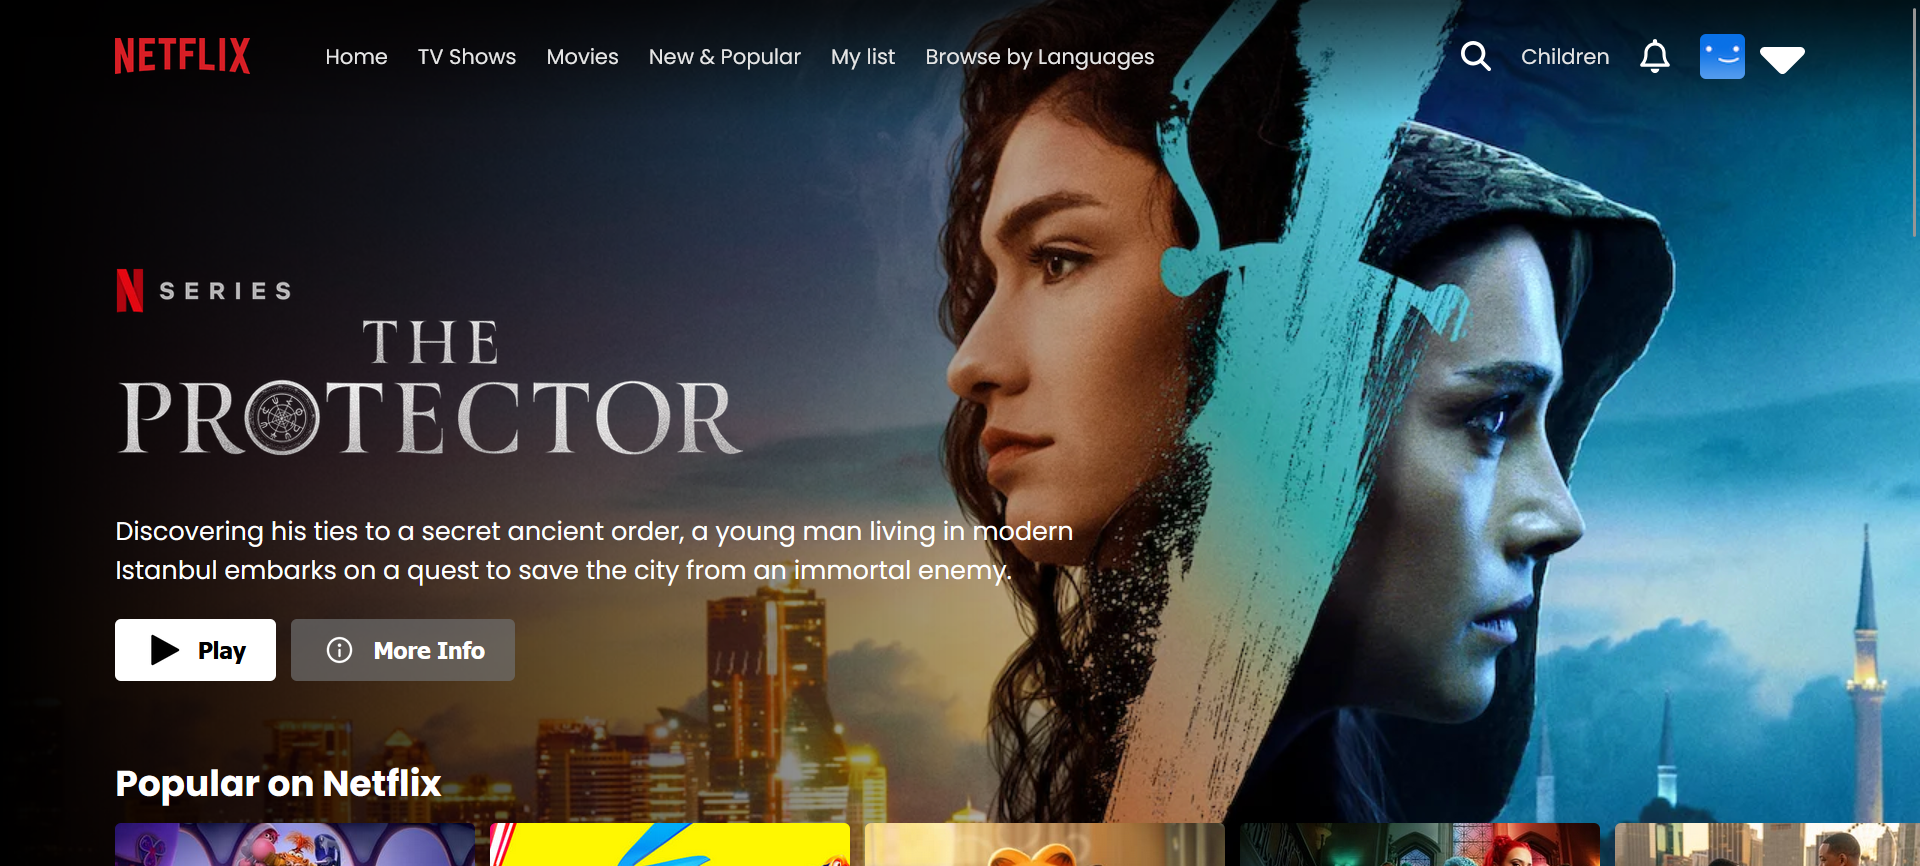 NETFLIX
Home TV Shows Movies New & Popular My list Browse by Languages
Children
N SERIES
THE
PROTECTOR
Discovering his ties to a secret ancient order, a young man living in modern
Istanbul embarks on a quest to save the city from an immortal enemy.
Play
More Info
Popular on Netflix